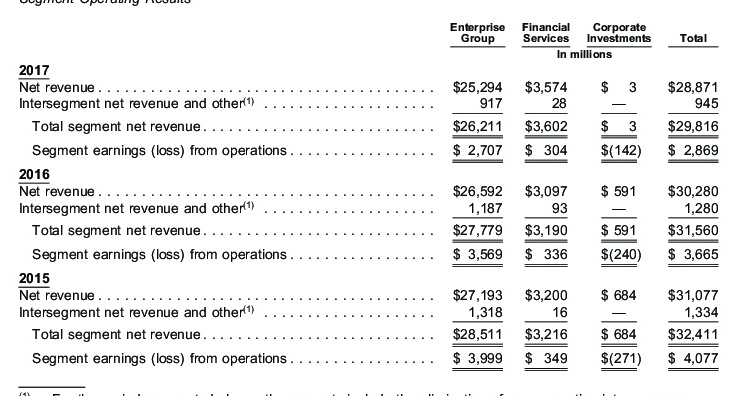 Segment Operating Results
Enterprise Group Financial Services Corporate Investments Total
In millions
2017
Net revenue . . . . . . . . . . . . . . . . . . . . . . . . . . . . . . . . . . . . . . . . $25,294 $3,574 $ 3 $28,871
Intersegment net revenue and other(1) . . . . . . . . . . . . . . . . . . . . 917 28 — 945
Total segment net revenue . . . . . . . . . . . . . . . . . . . . . . . . . . . $26,211 $3,602 $ 3 $29,816
Segment earnings (loss) from operations . . . . . . . . . . . . . . . . . $ 2,707 $ 304 $(142) $ 2,869
2016
Net revenue . . . . . . . . . . . . . . . . . . . . . . . . . . . . . . . . . . . . . . . . $26,592 $3,097 $ 591 $30,280
Intersegment net revenue and other(1) . . . . . . . . . . . . . . . . . . . . 1,187 93 — 1,280
Total segment net revenue . . . . . . . . . . . . . . . . . . . . . . . . . . . $27,779 $3,190 $ 591 $31,560
Segment earnings (loss) from operations . . . . . . . . . . . . . . . . . $ 3,569 $ 336 $(240) $ 3,665
2015
Net revenue . . . . . . . . . . . . . . . . . . . . . . . . . . . . . . . . . . . . . . . . $27,193 $3,200 $ 684 $31,077
Intersegment net revenue and other(1) . . . . . . . . . . . . . . . . . . . . 1,318 16 — 1,334
Total segment net revenue . . . . . . . . . . . . . . . . . . . . . . . . . . . $28,511 $3,216 $ 684 $32,411
Segment earnings (loss) from operations . . . . . . . . . . . . . . . . . $ 3,999 $ 349 $(271) $ 4,077